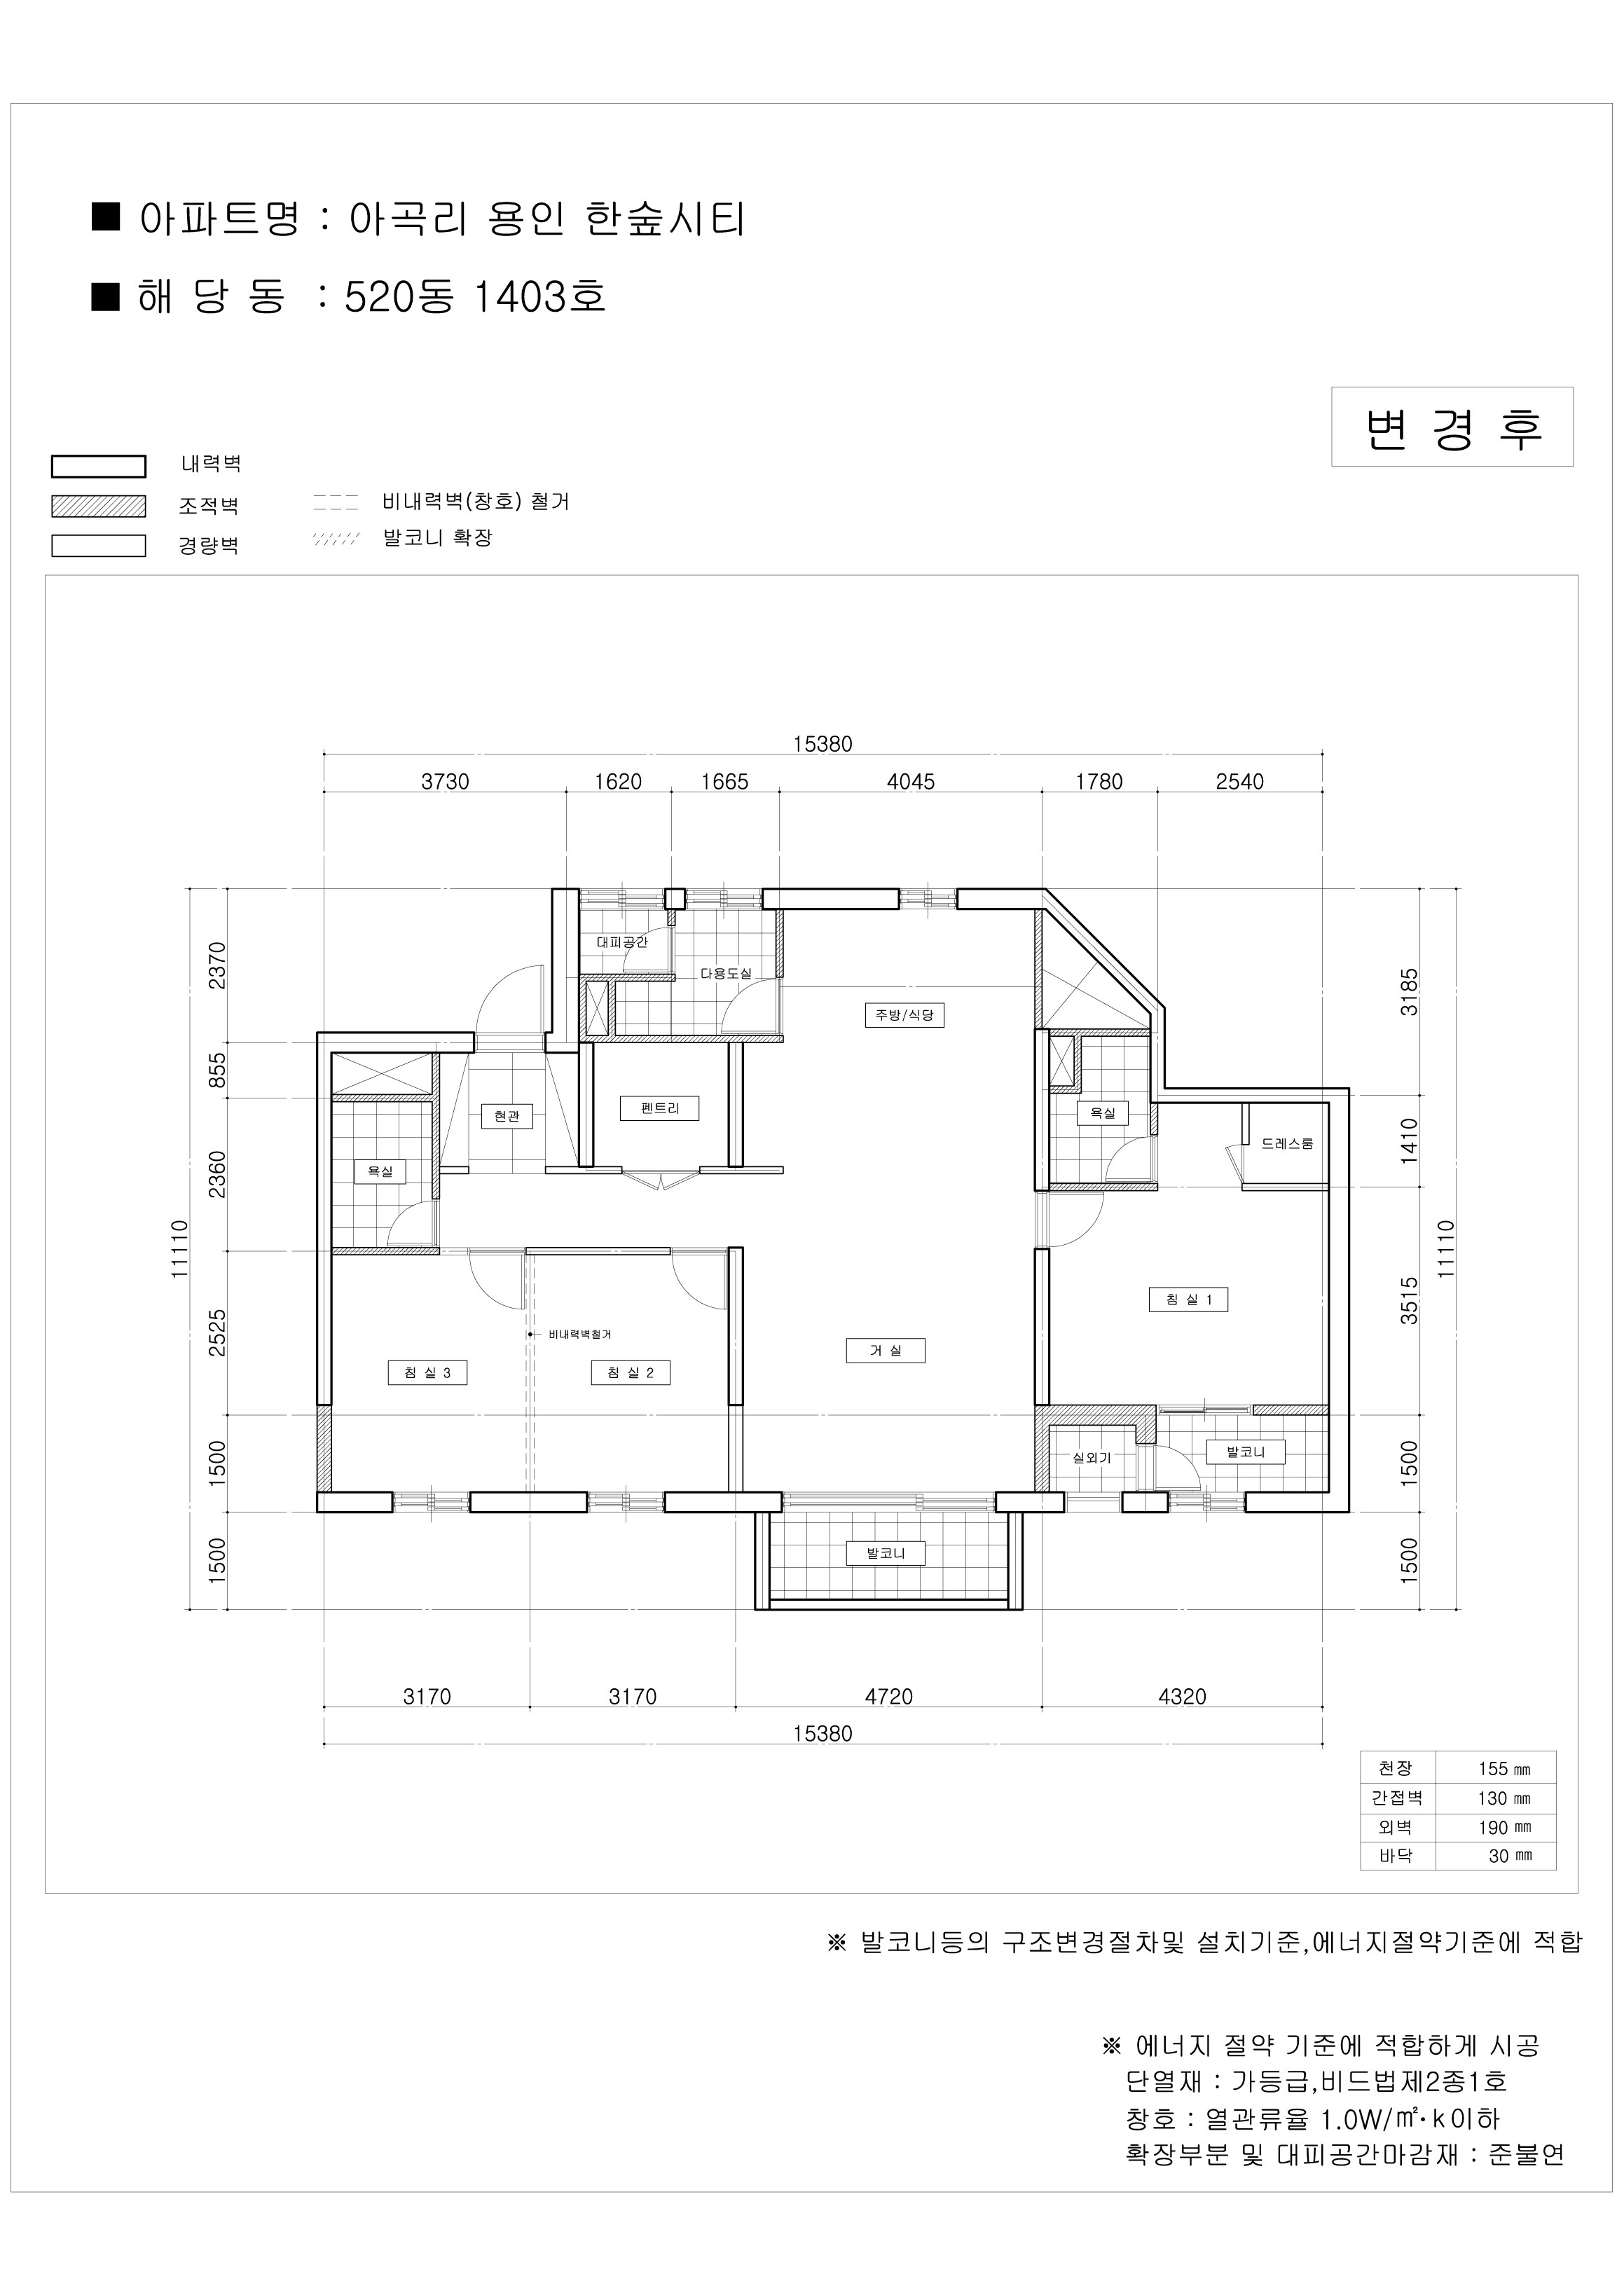 ■ 아파트명 : 아곡리 용인 한숲시티
■ 해 당 동 : 520동 1403호
변 경 후
내력벽
조적벽
경량벽
비내력벽(창호) 철거
발코니 확장
15380
3730 1620 1665 4045 1780 2540
11110
2370
855
2360
2525
1500
1500
3185
1410
3515
1500
1500
11110
대피공간
다용도실
주방/식당
현관
펜트리
욕실
욕실
드레스룸
침 실 1
비내력벽철거
침 실 3
침 실 2
거 실
실외기
발코니
발코니
3170 3170 4720 4320
15380
천장 155 ㎜
간접벽 130 ㎜
외벽 190 ㎜
바닥 30 ㎜
※ 발코니등의 구조변경절차및 설치기준,에너지절약기준에 적합
※ 에너지 절약 기준에 적합하게 시공
단열재 : 가등급,비드법제2종1호
창호 : 열관류율 1.0W/㎡·k이하
확장부분 및 대피공간마감재 : 준불연